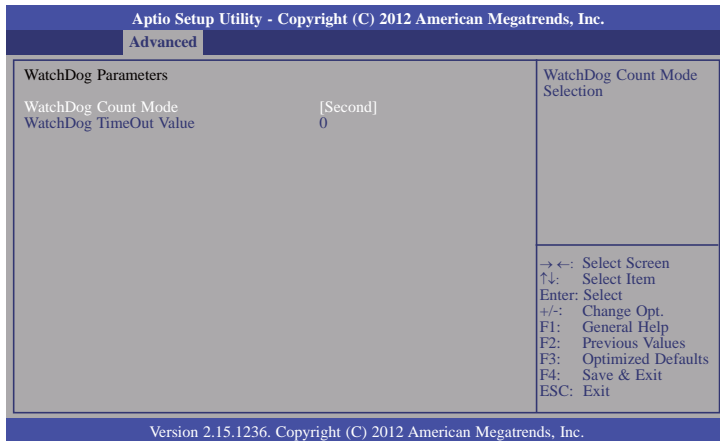 Aptio Setup Utility - Copyright (C) 2012 American Megatrends, Inc.
Advanced
WatchDog Parameters
WatchDog Count Mode [Second]
WatchDog TimeOut Value 0
WatchDog Count Mode
Selection
→ ←: Select Screen
↑↓: Select Item
Enter: Select
+/-: Change Opt.
F1: General Help
F2: Previous Values
F3: Optimized Defaults
F4: Save & Exit
ESC: Exit
Version 2.15.1236. Copyright (C) 2012 American Megatrends, Inc.